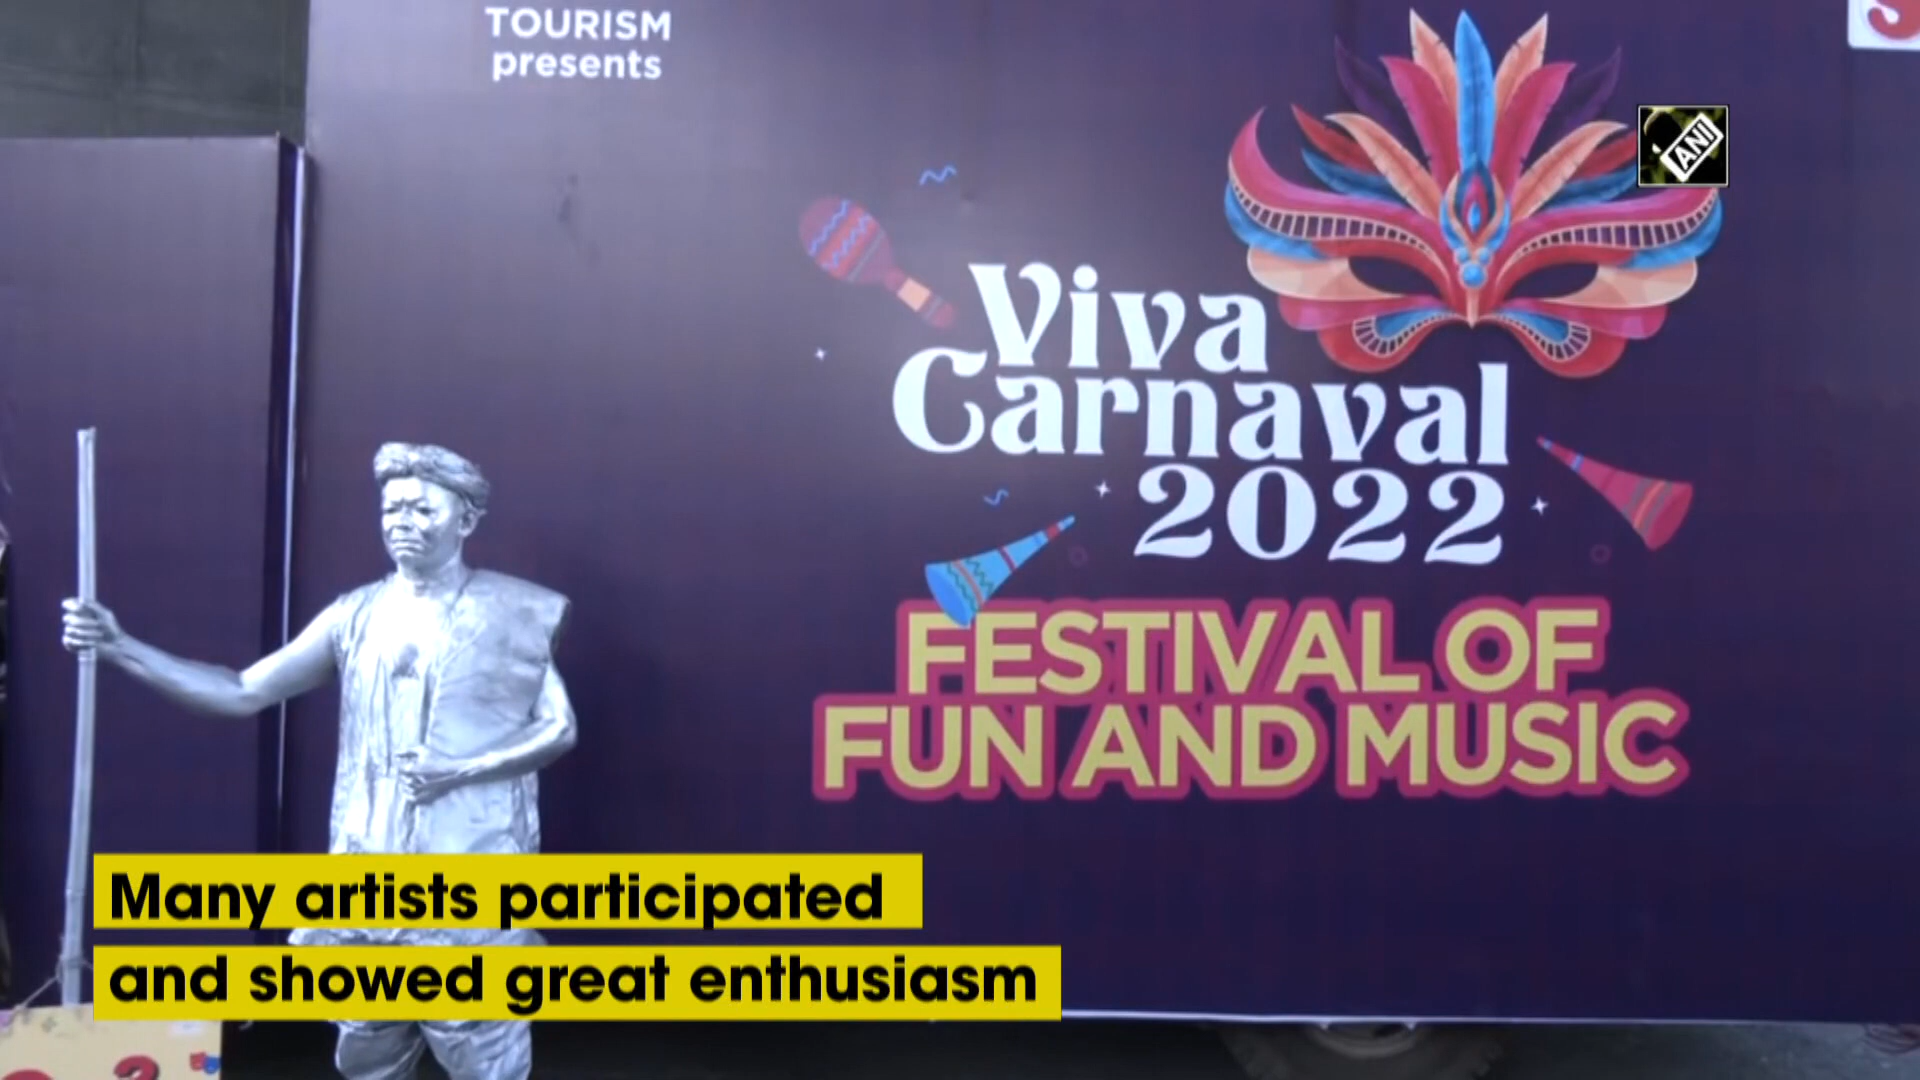 TOURISM
presents
ANI
Viva
Carnaval
2022
FESTIVAL OF
FUN AND MUSIC
Many artists participated
and showed great enthusiasm